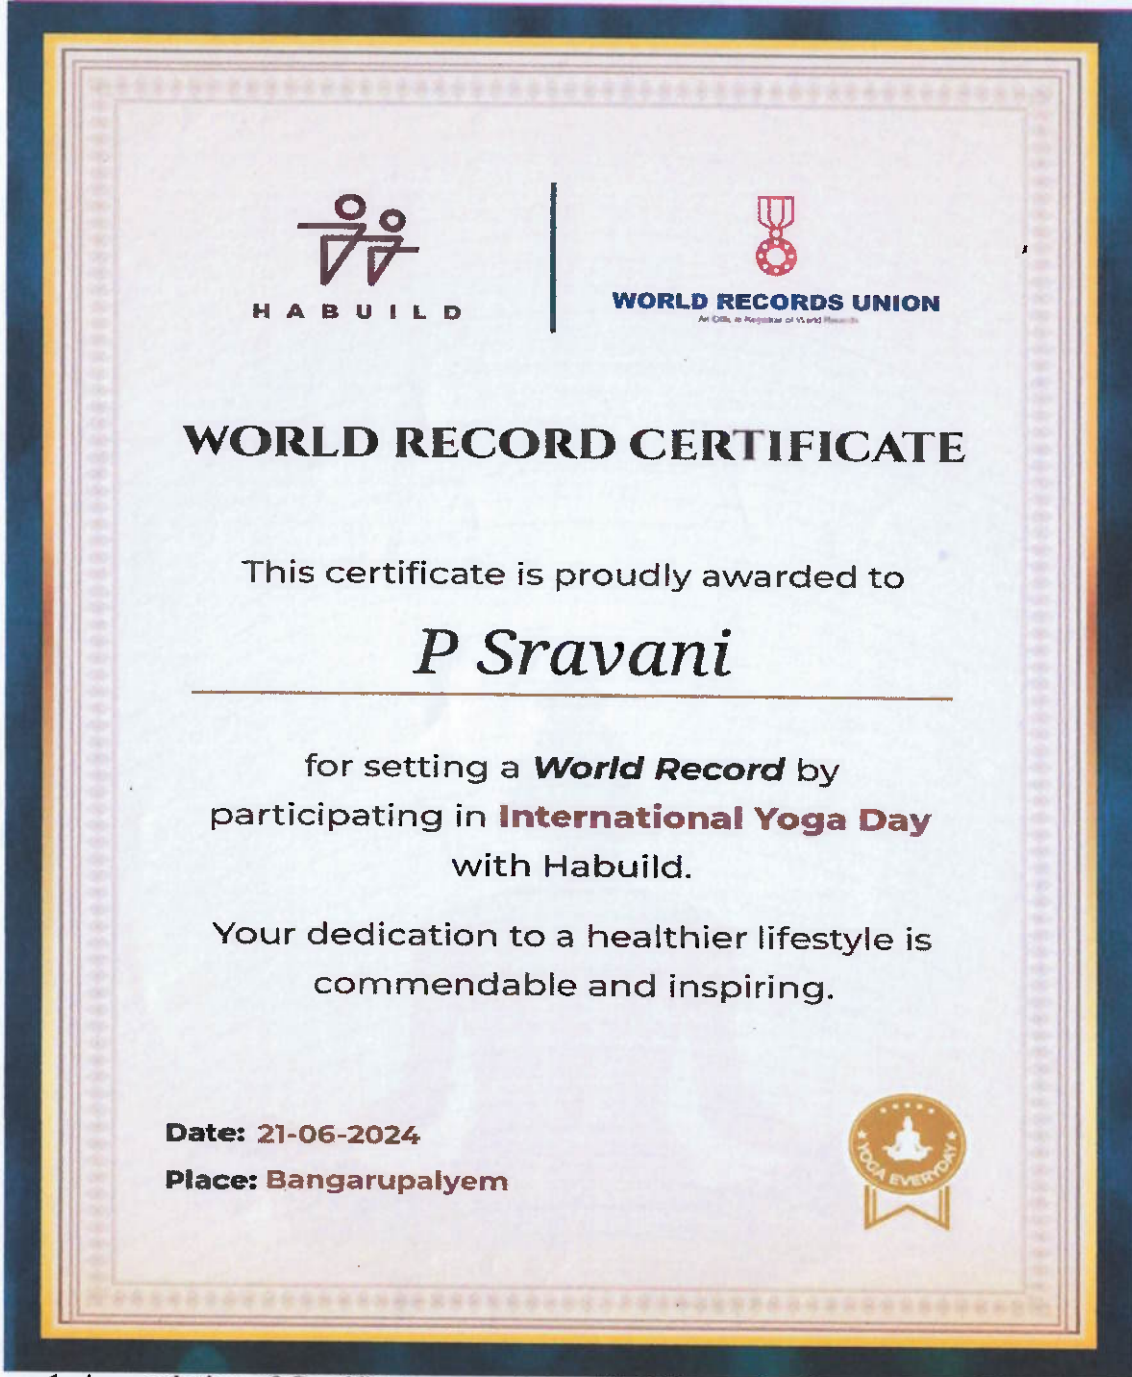 HABUILD
WORLD RECORDS UNION
WORLD RECORD CERTIFICATE
This certificate is proudly awarded to
P Sravani
for setting a World Record by
participating in International Yoga Day
with Habuild.
Your dedication to a healthier lifestyle is
commendable and inspiring.
Date: 21-06-2024
Place: Bangarupalyem
YOGA EVERYDAY